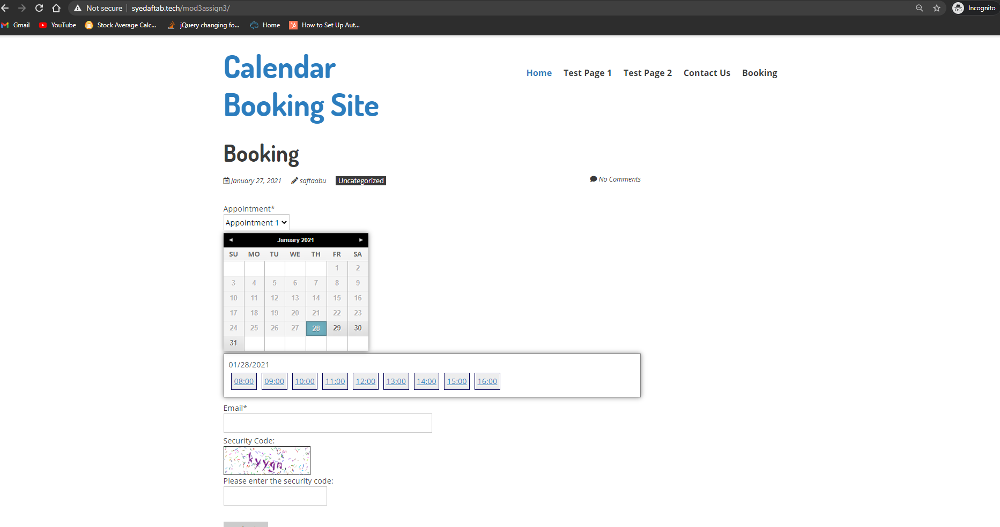 Not secure | syedaftab.tech/mod3assign3/
Incognito
Gmail YouTube Stock Average Calc... jQuery changing fo... Home How to Set Up Aut...
Calendar
Booking Site
Home Test Page 1 Test Page 2 Contact Us Booking
Booking
January 27, 2021 saftaabu Uncategorized No Comments
Appointment*
Appointment 1
January 2021
SU MO TU WE TH FR SA
1 2
3 4 5 6 7 8 9
10 11 12 13 14 15 16
17 18 19 20 21 22 23
24 25 26 27 28 29 30
31
01/28/2021
08:00 09:00 10:00 11:00 12:00 13:00 14:00 15:00 16:00
Email*
Security Code:
kyygn
Please enter the security code: